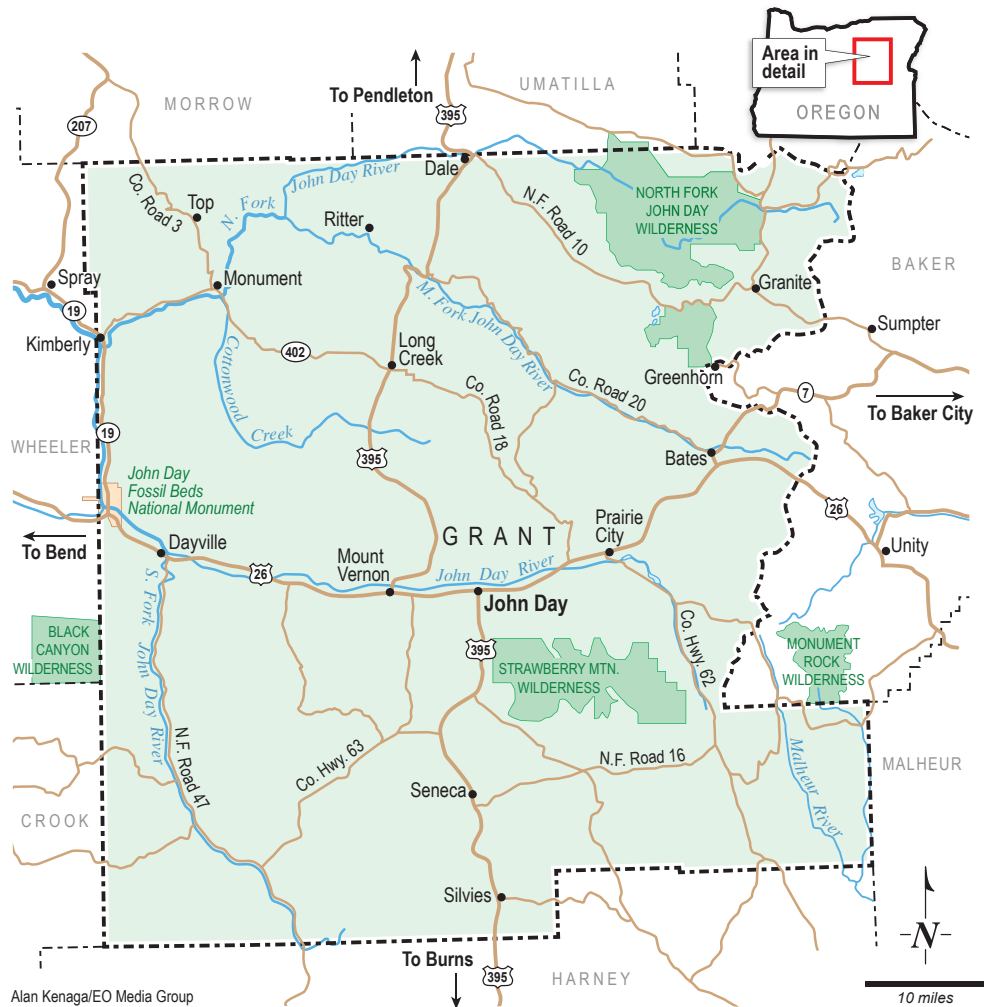 Area in
detail
OREGON
MORROW
UMATILLA
To Pendleton
395
207
Dale
Co. Road 3
Top
N. Fork
John Day River
Ritter
N.F. Road 10
NORTH FORK
JOHN DAY
WILDERNESS
BAKER
Spray
19
Monument
Granite
Kimberly
M. Fork John Day River
Sumpter
402
Long
Creek
Cottonwood
Creek
Co. Road 18
Co. Road 20
Greenhorn
7
To Baker City
WHEELER
19
395
Bates
John Day
Fossil Beds
National Monument
26
To Bend
GRANT
Prairie
City
Unity
Dayville
26
Mount
Vernon
John Day River
John Day
S. Fork John Day River
BLACK
CANYON
WILDERNESS
395
STRAWBERRY MTN.
WILDERNESS
Co. Hwy. 62
MONUMENT
ROCK
WILDERNESS
N.F. Road 47
Co. Hwy. 63
N.F. Road 16
Malheur River
MALHEUR
CROOK
Seneca
Silvies
To Burns
395
HARNEY
N
10 miles
Alan Kenaga/EO Media Group